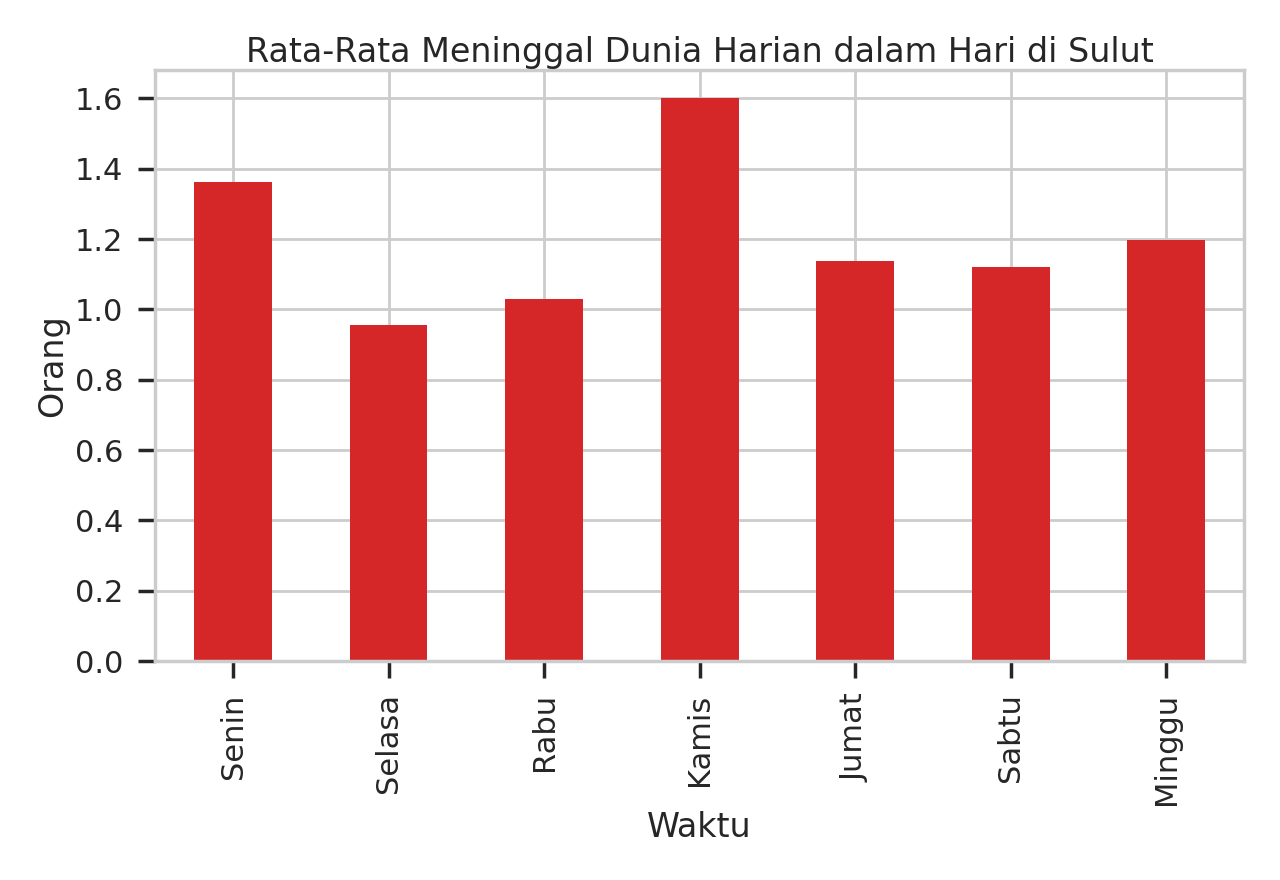 Rata-Rata Meninggal Dunia Harian dalam Hari di Sulut
Orang
1.6
1.4
1.2
1.0
0.8
0.6
0.4
0.2
0.0
Senin
Selasa
Rabu
Kamis
Jumat
Sabtu
Minggu
Waktu